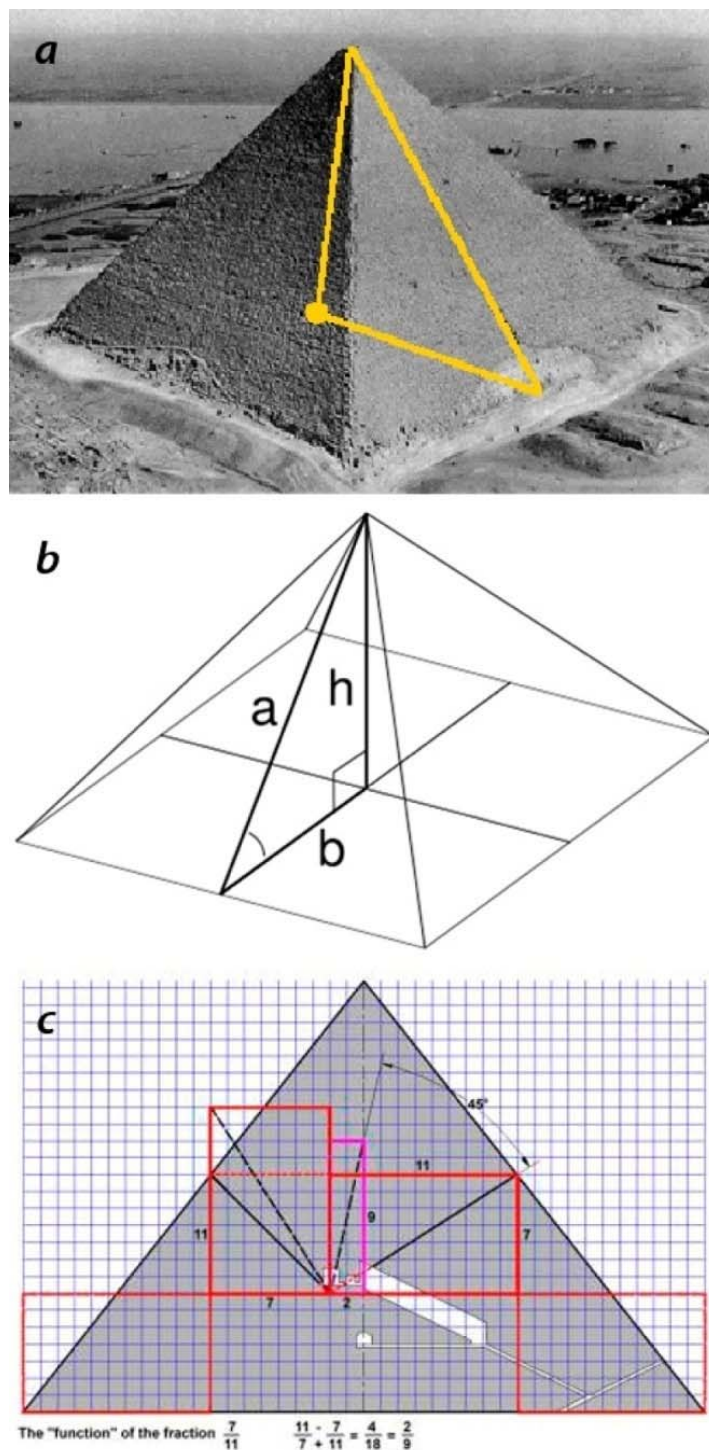 a
b
a
h
b
c
45°
11
11
9
7
7
2
The "function" of the fraction 7/11 11/7 -/+ 7/11 = 4/18 = 2/9